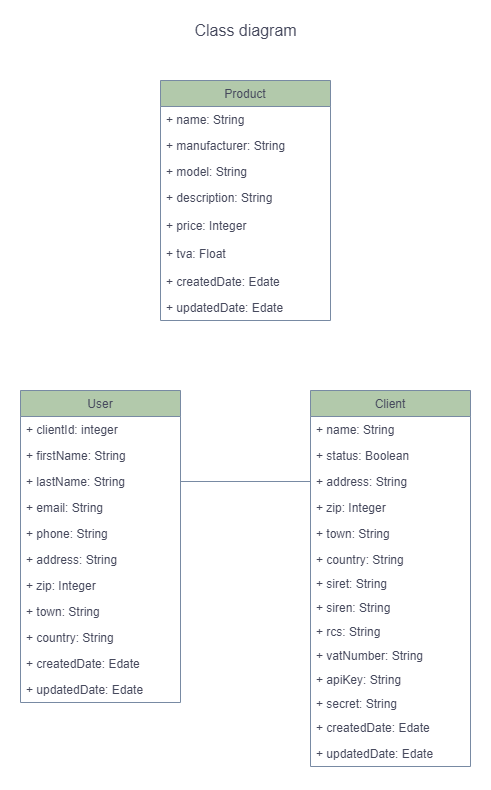 Class diagram
Product
+ name: String
+ manufacturer: String
+ model: String
+ description: String
+ price: Integer
+ tva: Float
+ createdDate: Edate
+ updatedDate: Edate
User
+ clientId: integer
+ firstName: String
+ lastName: String
+ email: String
+ phone: String
+ address: String
+ zip: Integer
+ town: String
+ country: String
+ createdDate: Edate
+ updatedDate: Edate
Client
+ name: String
+ status: Boolean
+ address: String
+ zip: Integer
+ town: String
+ country: String
+ siret: String
+ siren: String
+ rcs: String
+ vatNumber: String
+ apiKey: String
+ secret: String
+ createdDate: Edate
+ updatedDate: Edate